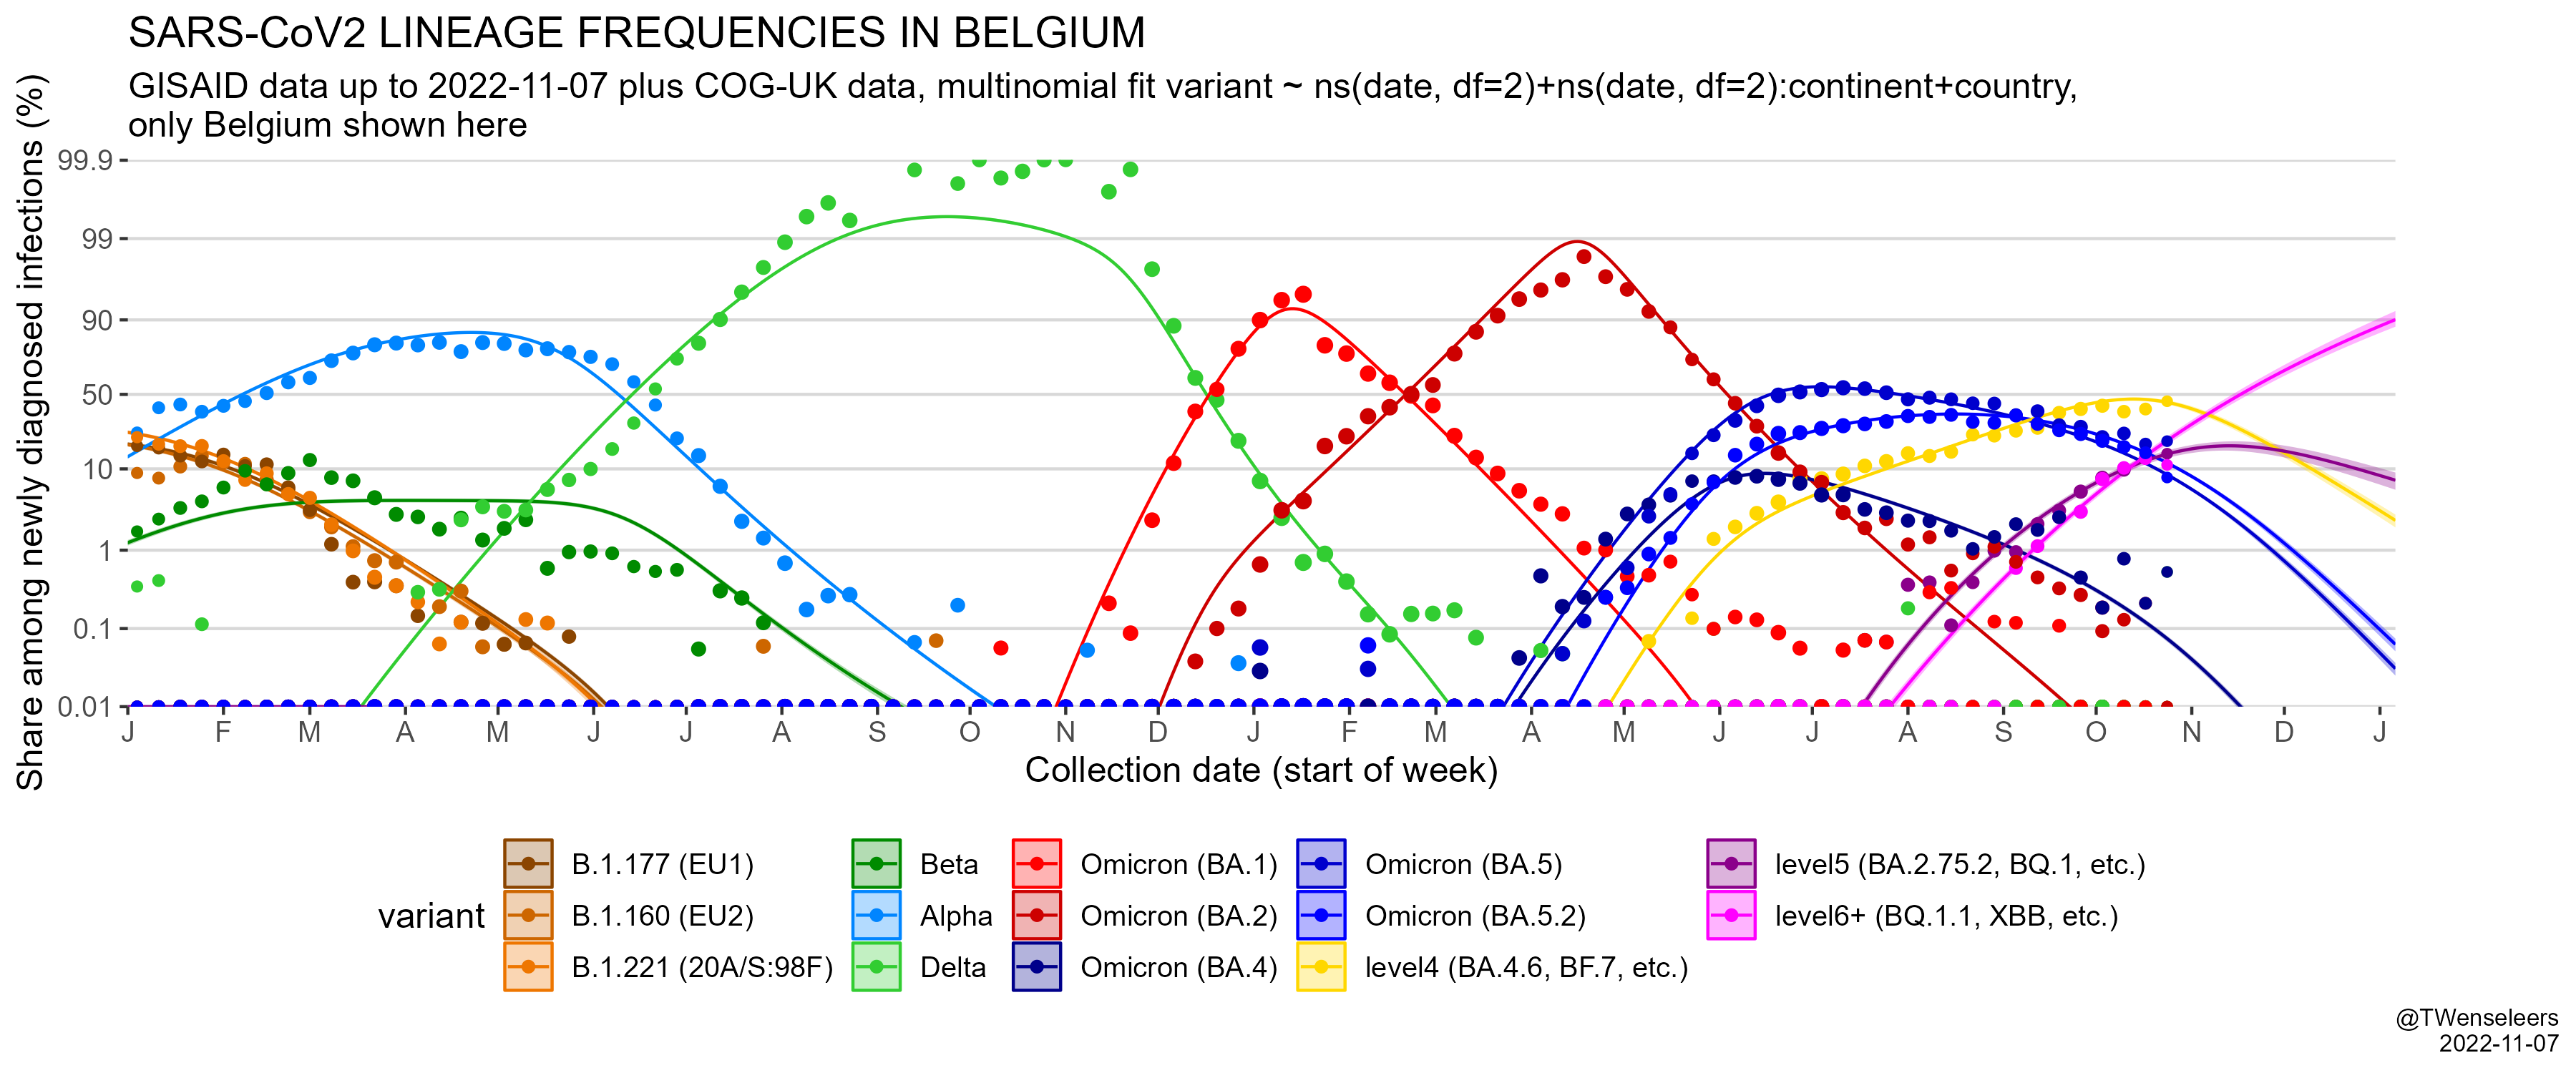 SARS-CoV2 LINEAGE FREQUENCIES IN BELGIUM
GISAID data up to 2022-11-07 plus COG-UK data, multinomial fit variant ~ ns(date, df=2)+ns(date, df=2):continent+country,
only Belgium shown here
Share among newly diagnosed infections (%)
99.9
99
90
50
10
1
0.1
0.01
J F M A M J J A S O N D J F M A M J J A S O N D J
Collection date (start of week)
variant
B.1.177 (EU1)
B.1.160 (EU2)
B.1.221 (20A/S:98F)
Beta
Alpha
Delta
Omicron (BA.1)
Omicron (BA.2)
Omicron (BA.4)
Omicron (BA.5)
Omicron (BA.5.2)
level4 (BA.4.6, BF.7, etc.)
level5 (BA.2.75.2, BQ.1, etc.)
level6+ (BQ.1.1, XBB, etc.)
@TWenseleers
2022-11-07